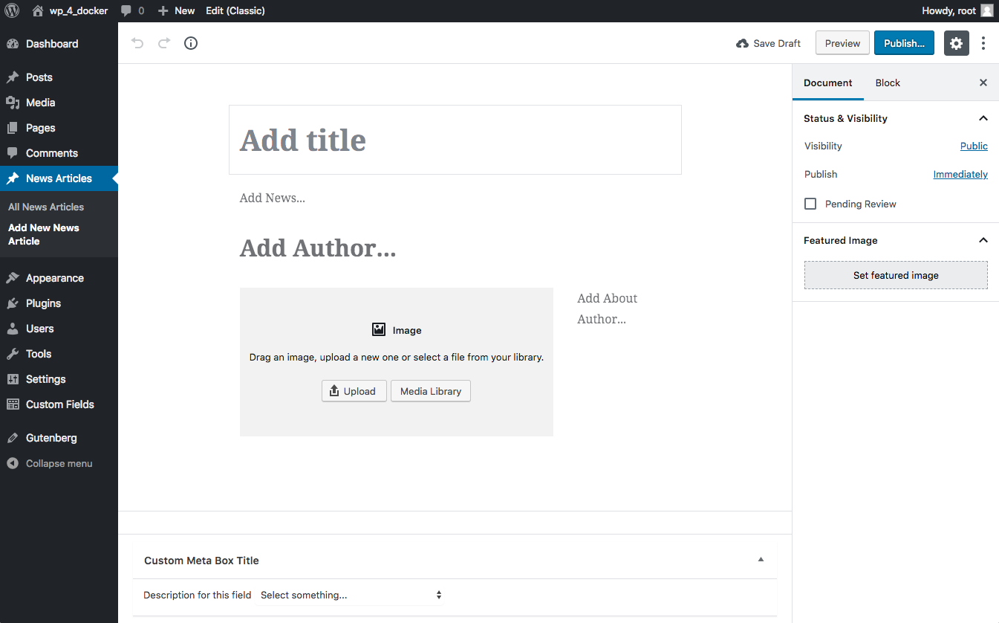 wp_4_docker 0 New Edit (Classic) Howdy, root
Dashboard
Posts
Media
Pages
Comments
News Articles
All News Articles
Add New News
Article
Appearance
Plugins
Users
Tools
Settings
Custom Fields
Gutenberg
Collapse menu
Save Draft Preview Publish...
Add title
Add News...
Add Author...
Image
Drag an image, upload a new one or select a file from your library.
Upload Media Library
Add About
Author...
Custom Meta Box Title
Description for this field Select something...
Document Block
Status & Visibility
Visibility Public
Publish Immediately
Pending Review
Featured Image
Set featured image